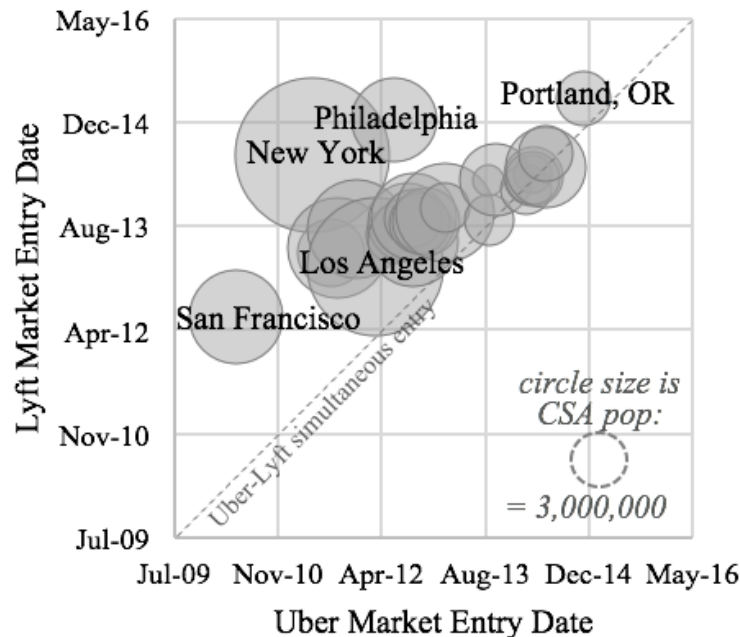 May-16
Dec-14
Aug-13
Apr-12
Nov-10
Jul-09
Lyft Market Entry Date
Portland, OR
Philadelphia
New York
Los Angeles
San Francisco
Uber-Lyft simultaneous entry
circle size is
CSA pop:
= 3,000,000
Jul-09 Nov-10 Apr-12 Aug-13 Dec-14 May-16
Uber Market Entry Date